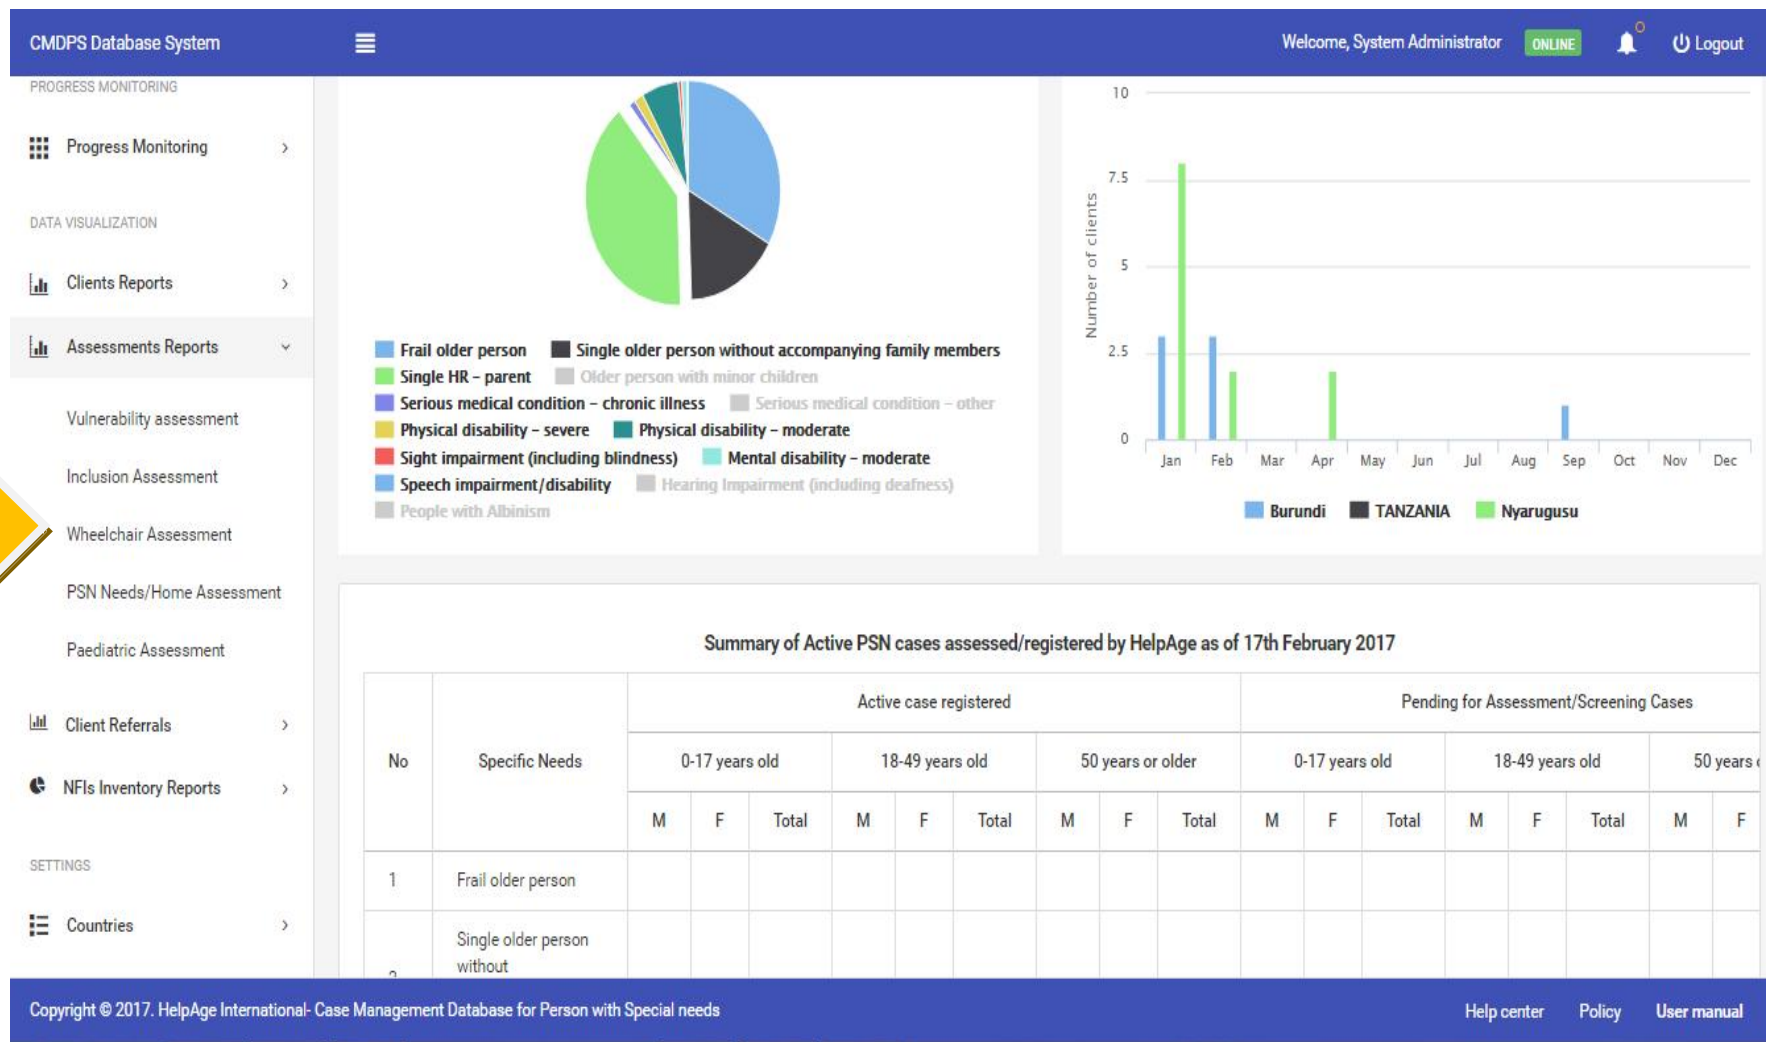 CMDPS Database System
Welcome, System Administrator ONLINE Logout
PROGRESS MONITORING
Progress Monitoring
DATA VISUALIZATION
Clients Reports
Assessments Reports
Vulnerability assessment
Inclusion Assessment
Wheelchair Assessment
PSN Needs/Home Assessment
Paediatric Assessment
Client Referrals
NFIs Inventory Reports
SETTINGS
Countries
Frail older person Single older person without accompanying family members
Single HR – parent Older person with minor children
Serious medical condition – chronic illness Serious medical condition – other
Physical disability – severe Physical disability – moderate
Sight impairment (including blindness) Mental disability – moderate
Speech impairment/disability Hearing Impairment (including deafness)
People with Albinism
Number of clients
10
7.5
5
2.5
0
Jan Feb Mar Apr May Jun Jul Aug Sep Oct Nov Dec
Burundi TANZANIA Nyarugusu
Summary of Active PSN cases assessed/registered by HelpAge as of 17th February 2017
Active case registered Pending for Assessment/Screening Cases
No Specific Needs 0-17 years old 18-49 years old 50 years or older 0-17 years old 18-49 years old 50 years
M F Total M F Total M F Total M F Total M F Total M F
1 Frail older person
Single older person
without
Copyright © 2017. HelpAge International- Case Management Database for Person with Special needs
Help center Policy User manual